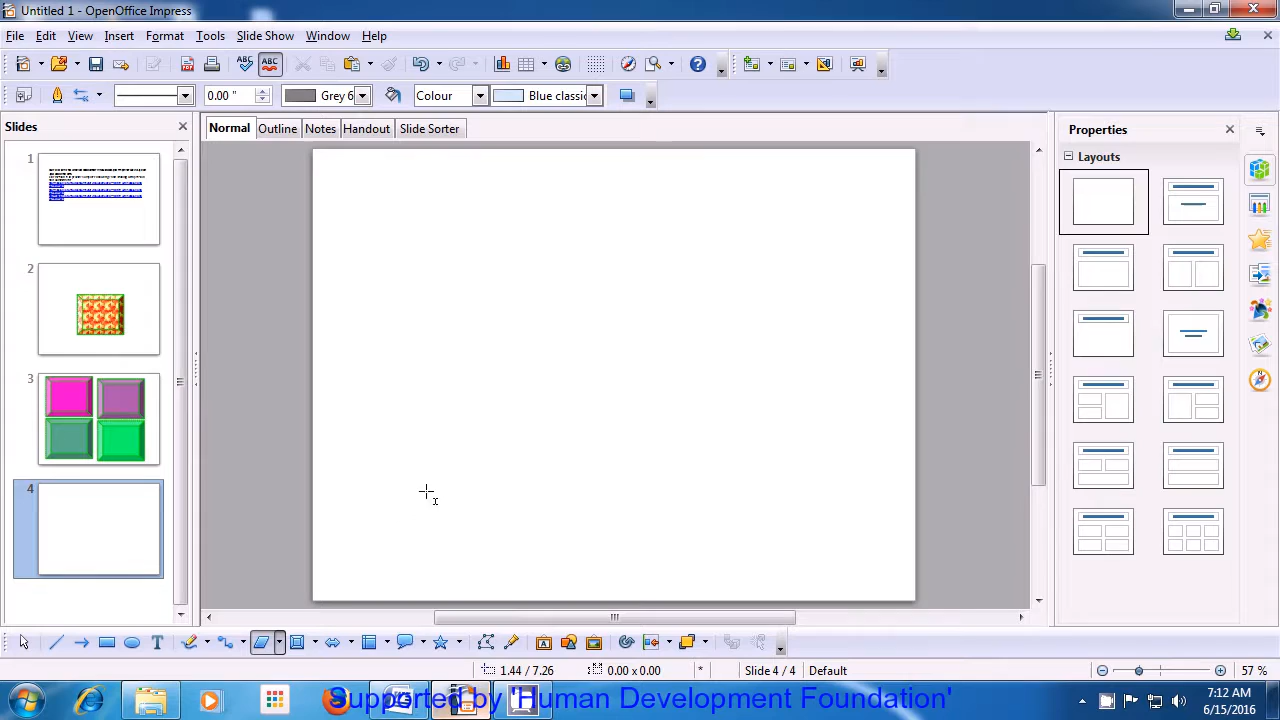 Untitled 1 - OpenOffice Impress
File Edit View Insert Format Tools Slide Show Window Help
ABC ABC
0.00 " Grey 6 Colour Blue classic
Slides
Normal Outline Notes Handout Slide Sorter
Properties
Layouts
1
2
3
4
1.44 / 7.26 0.00 x 0.00 * Slide 4 / 4 Default 57 %
Supported by 'Human Development Foundation'
7:12 AM
6/15/2016